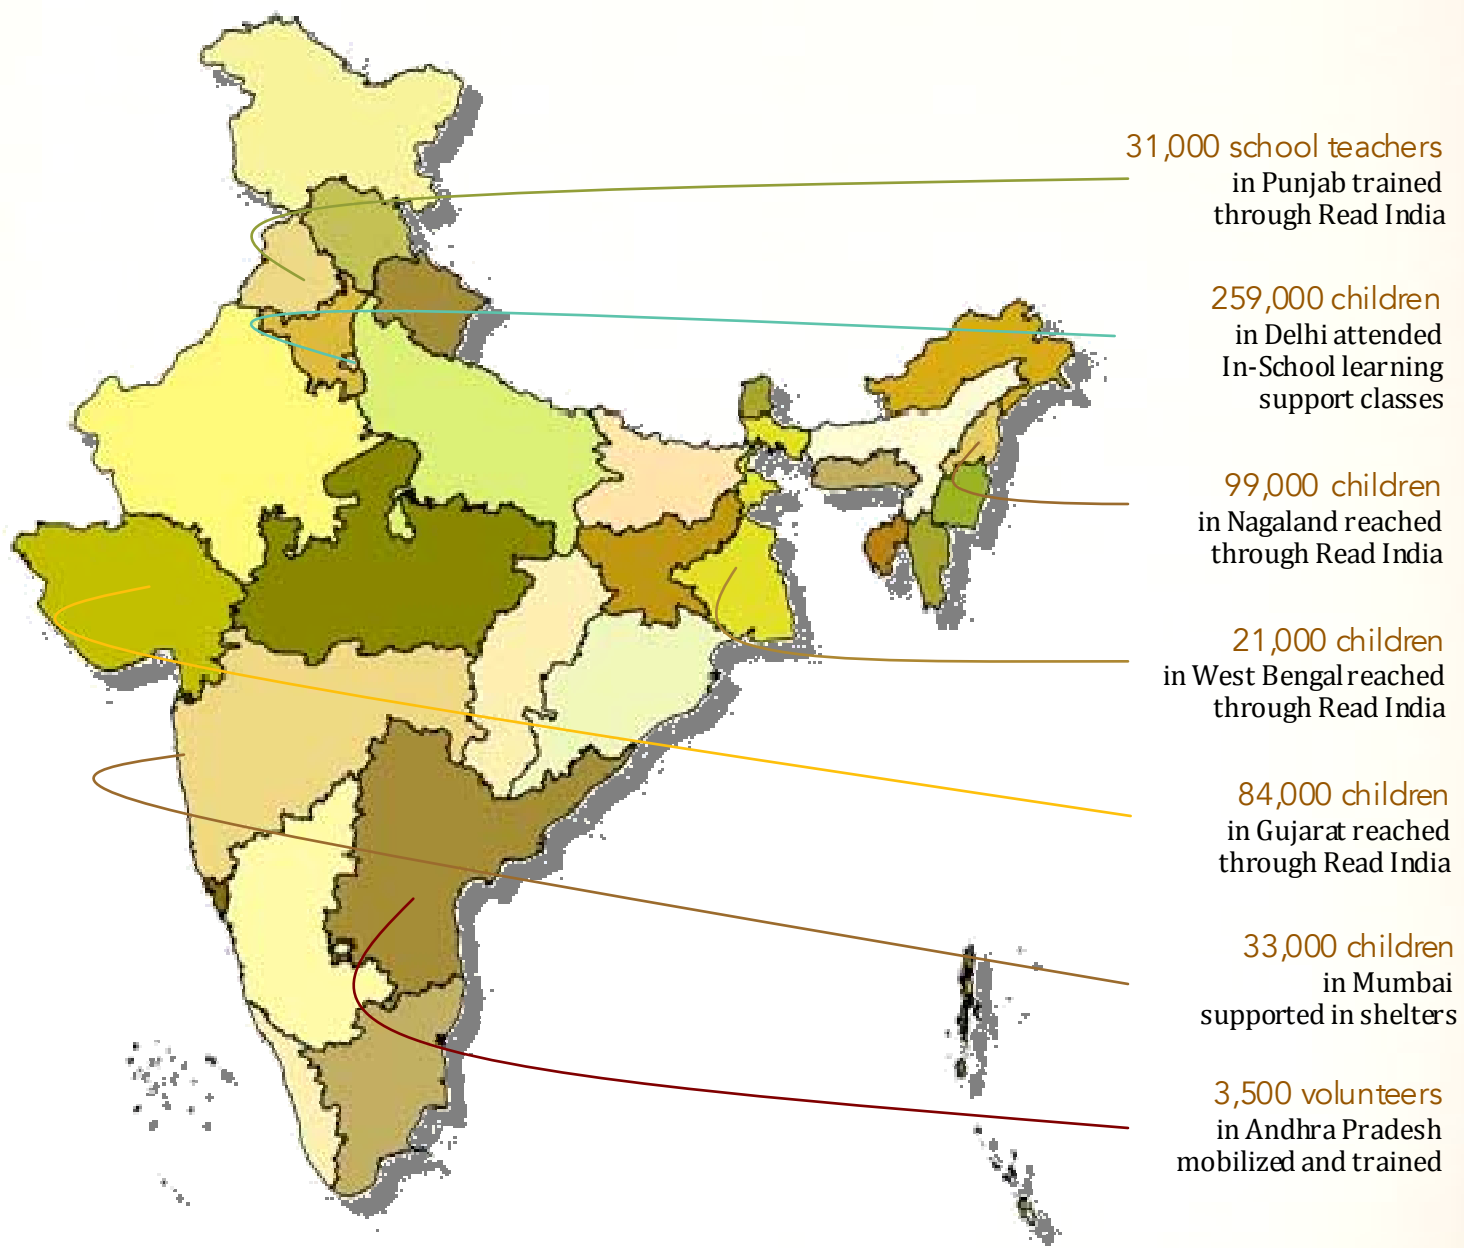 31,000 school teachers
in Punjab trained
through Read India
259,000 children
in Delhi attended
In-School learning
support classes
99,000 children
in Nagaland reached
through Read India
21,000 children
in West Bengal reached
through Read India
84,000 children
in Gujarat reached
through Read India
33,000 children
in Mumbai
supported in shelters
3,500 volunteers
in Andhra Pradesh
mobilized and trained